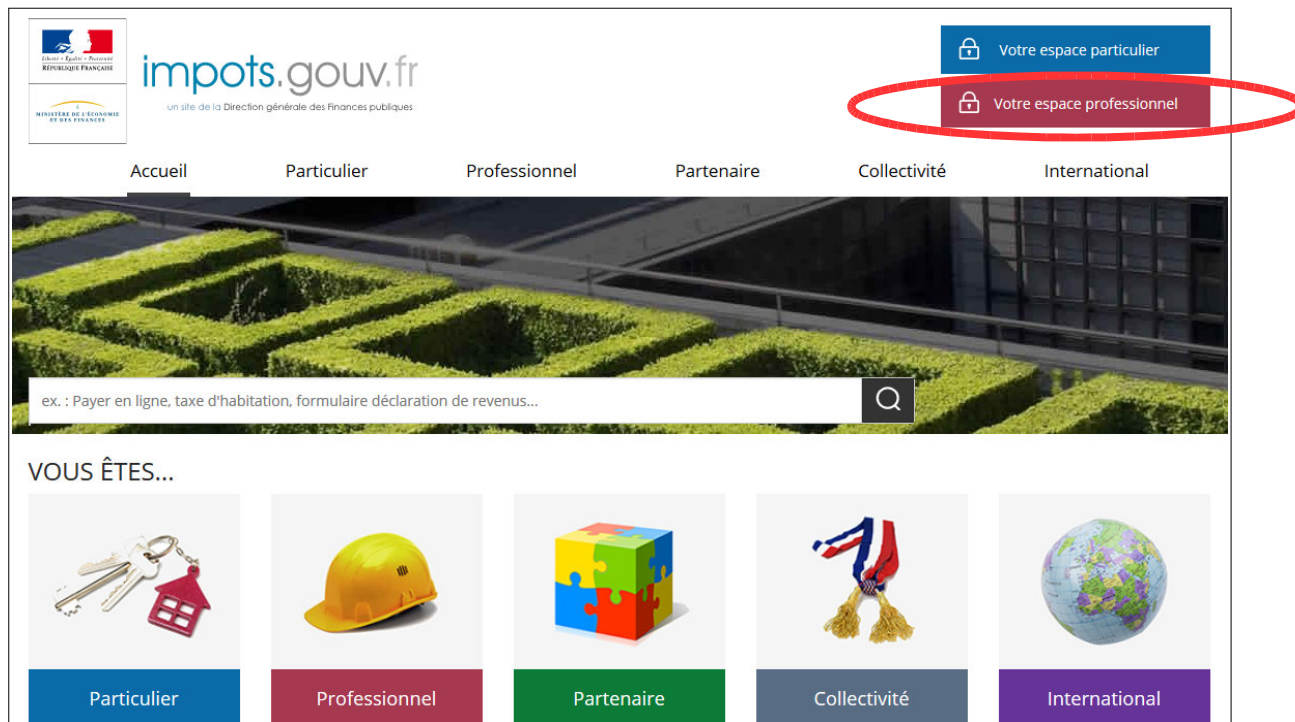 Liberté • Égalité • Fraternité
RÉPUBLIQUE FRANÇAISE
MINISTÈRE DE L'ÉCONOMIE
ET DES FINANCES
impots.gouv.fr
un site de la Direction générale des Finances publiques
Votre espace particulier
Votre espace professionnel
Accueil Particulier Professionnel Partenaire Collectivité International
ex. : Payer en ligne, taxe d'habitation, formulaire déclaration de revenus...
VOUS ÊTES...
Particulier Professionnel Partenaire Collectivité International